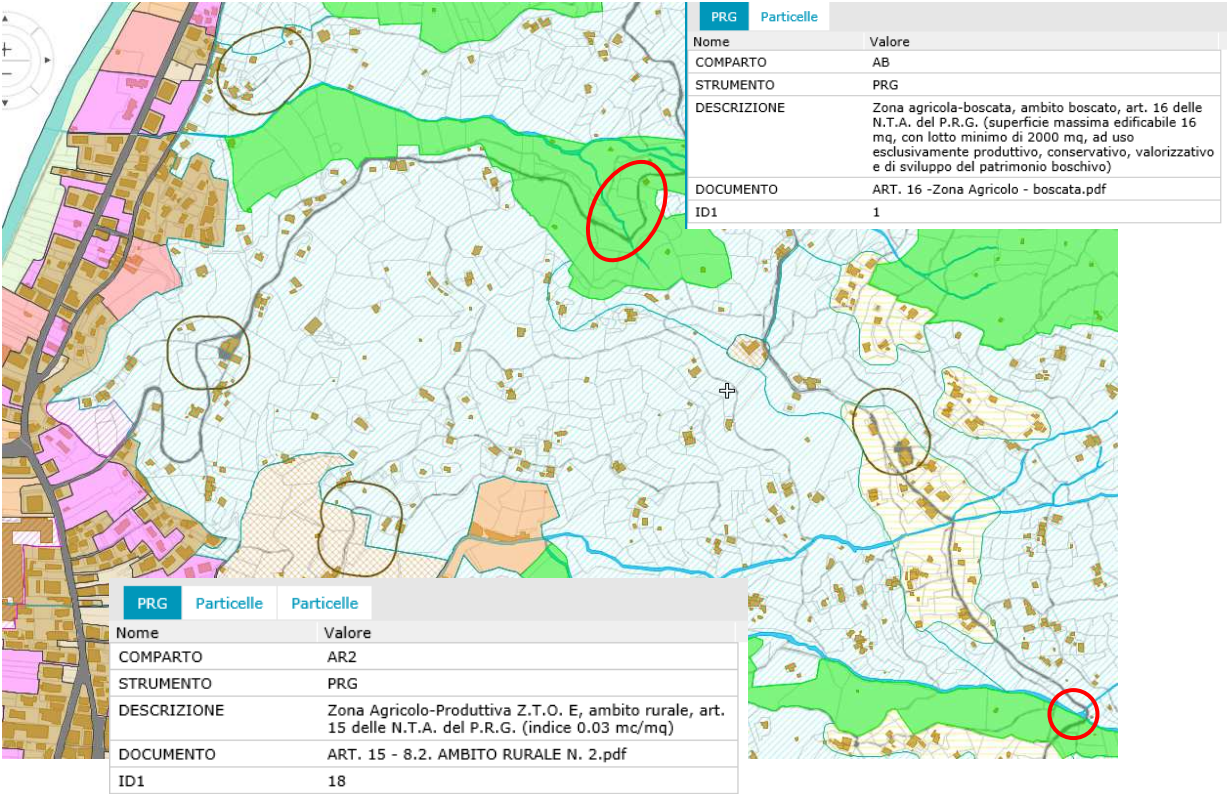 PRG Particelle
Nome Valore
COMPARTO AB
STRUMENTO PRG
DESCRIZIONE Zona agricola-boscata, ambito boscato, art. 16 delle
N.T.A. del P.R.G. (superficie massima edificabile 16
mq, con lotto minimo di 2000 mq, ad uso
esclusivamente produttivo, conservativo, valorizzativo
e di sviluppo del patrimonio boschivo)
DOCUMENTO ART. 16 -Zona Agricolo - boscata.pdf
ID1 1
PRG Particelle Particelle
Nome Valore
COMPARTO AR2
STRUMENTO PRG
DESCRIZIONE Zona Agricolo-Produttiva Z.T.O. E, ambito rurale, art.
15 delle N.T.A. del P.R.G. (indice 0.03 mc/mq)
DOCUMENTO ART. 15 - 8.2. AMBITO RURALE N. 2.pdf
ID1 18